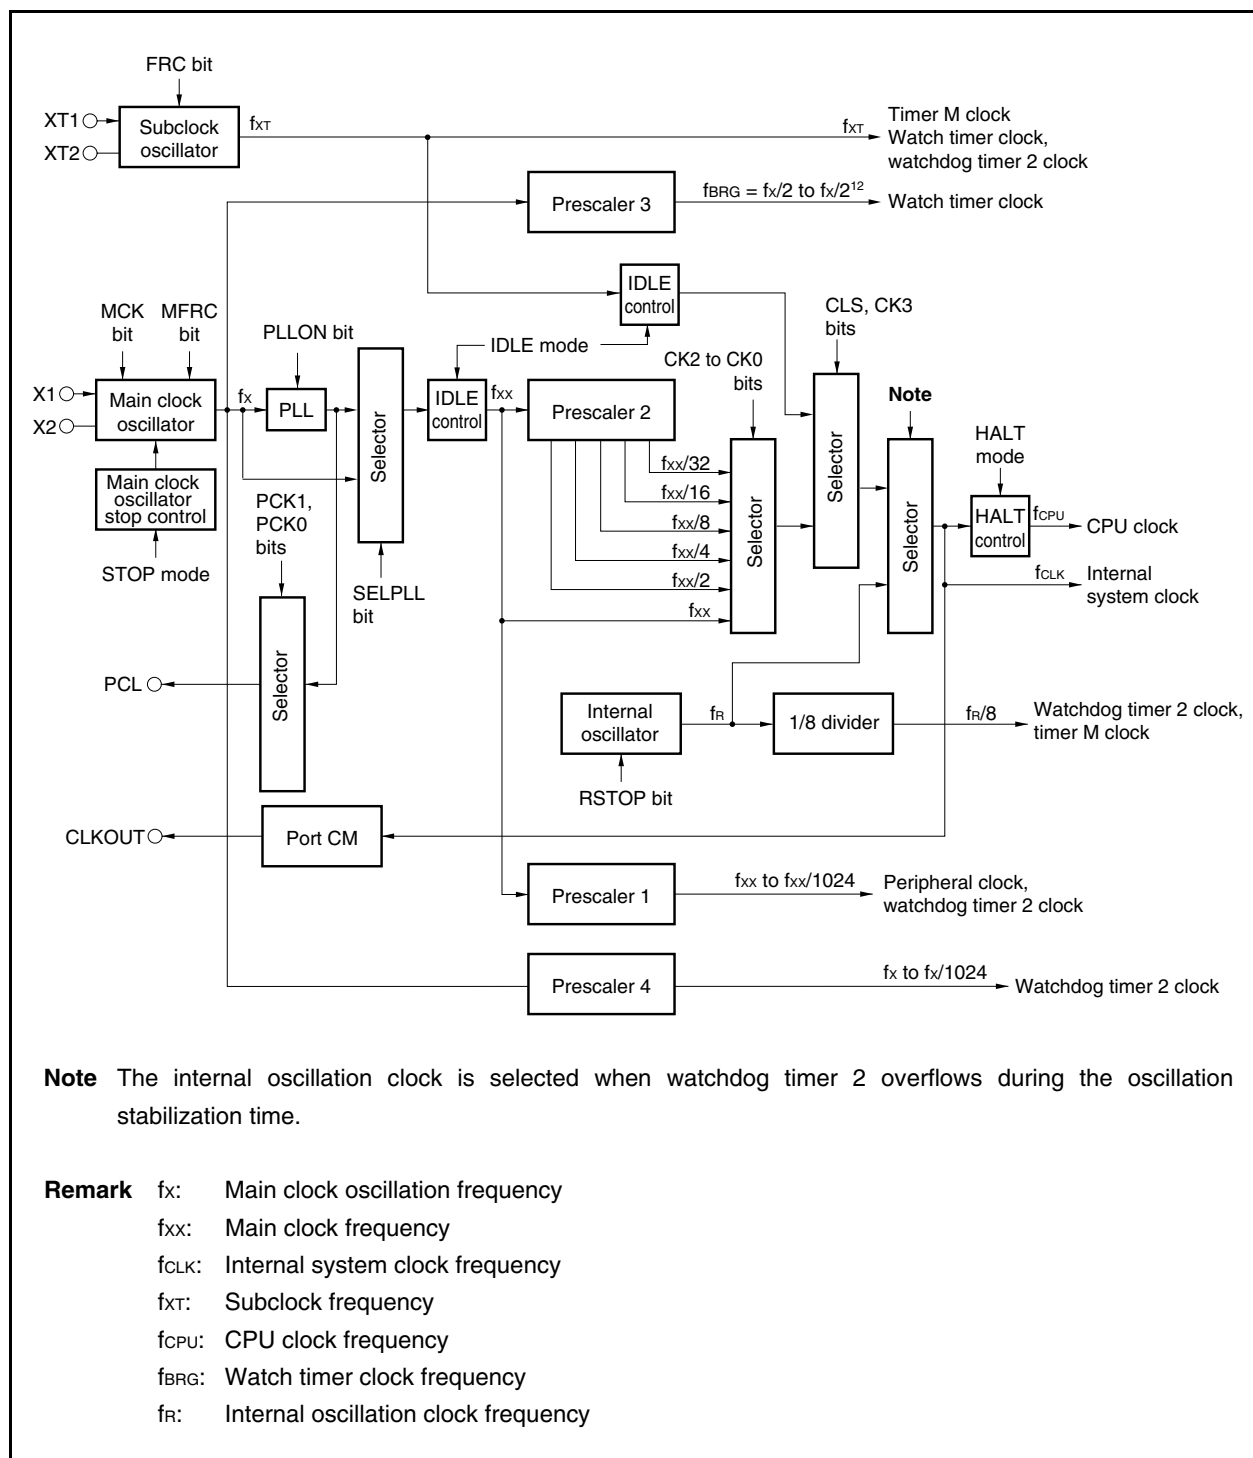 FRC bit
XT1
XT2
Subclock
oscillator
fXT
fXT
Timer M clock
Watch timer clock,
watchdog timer 2 clock
Prescaler 3
fBRG = fX/2 to fX/2¹²
Watch timer clock
IDLE
control
MCK
bit
MFRC
bit
PLLON bit
IDLE mode
CLS, CK3
bits
CK2 to CK0
bits
Note
X1
X2
Main clock
oscillator
fX
PLL
Selector
IDLE
control
fXX
Prescaler 2
fXX/32
fXX/16
fXX/8
fXX/4
fXX/2
fXX
Selector
Selector
Selector
HALT
mode
HALT
control
fCPU
CPU clock
fCLK
Internal
system clock
Main clock
oscillator
stop control
STOP mode
PCK1,
PCK0
bits
SELPLL
bit
PCL
Selector
Internal
oscillator
fR
1/8 divider
fR/8
Watchdog timer 2 clock,
timer M clock
RSTOP bit
CLKOUT
Port CM
Prescaler 1
fXX to fXX/1024
Peripheral clock,
watchdog timer 2 clock
Prescaler 4
fX to fX/1024
Watchdog timer 2 clock
Note The internal oscillation clock is selected when watchdog timer 2 overflows during the oscillation
stabilization time.
Remark fX: Main clock oscillation frequency
fXX: Main clock frequency
fCLK: Internal system clock frequency
fXT: Subclock frequency
fCPU: CPU clock frequency
fBRG: Watch timer clock frequency
fR: Internal oscillation clock frequency